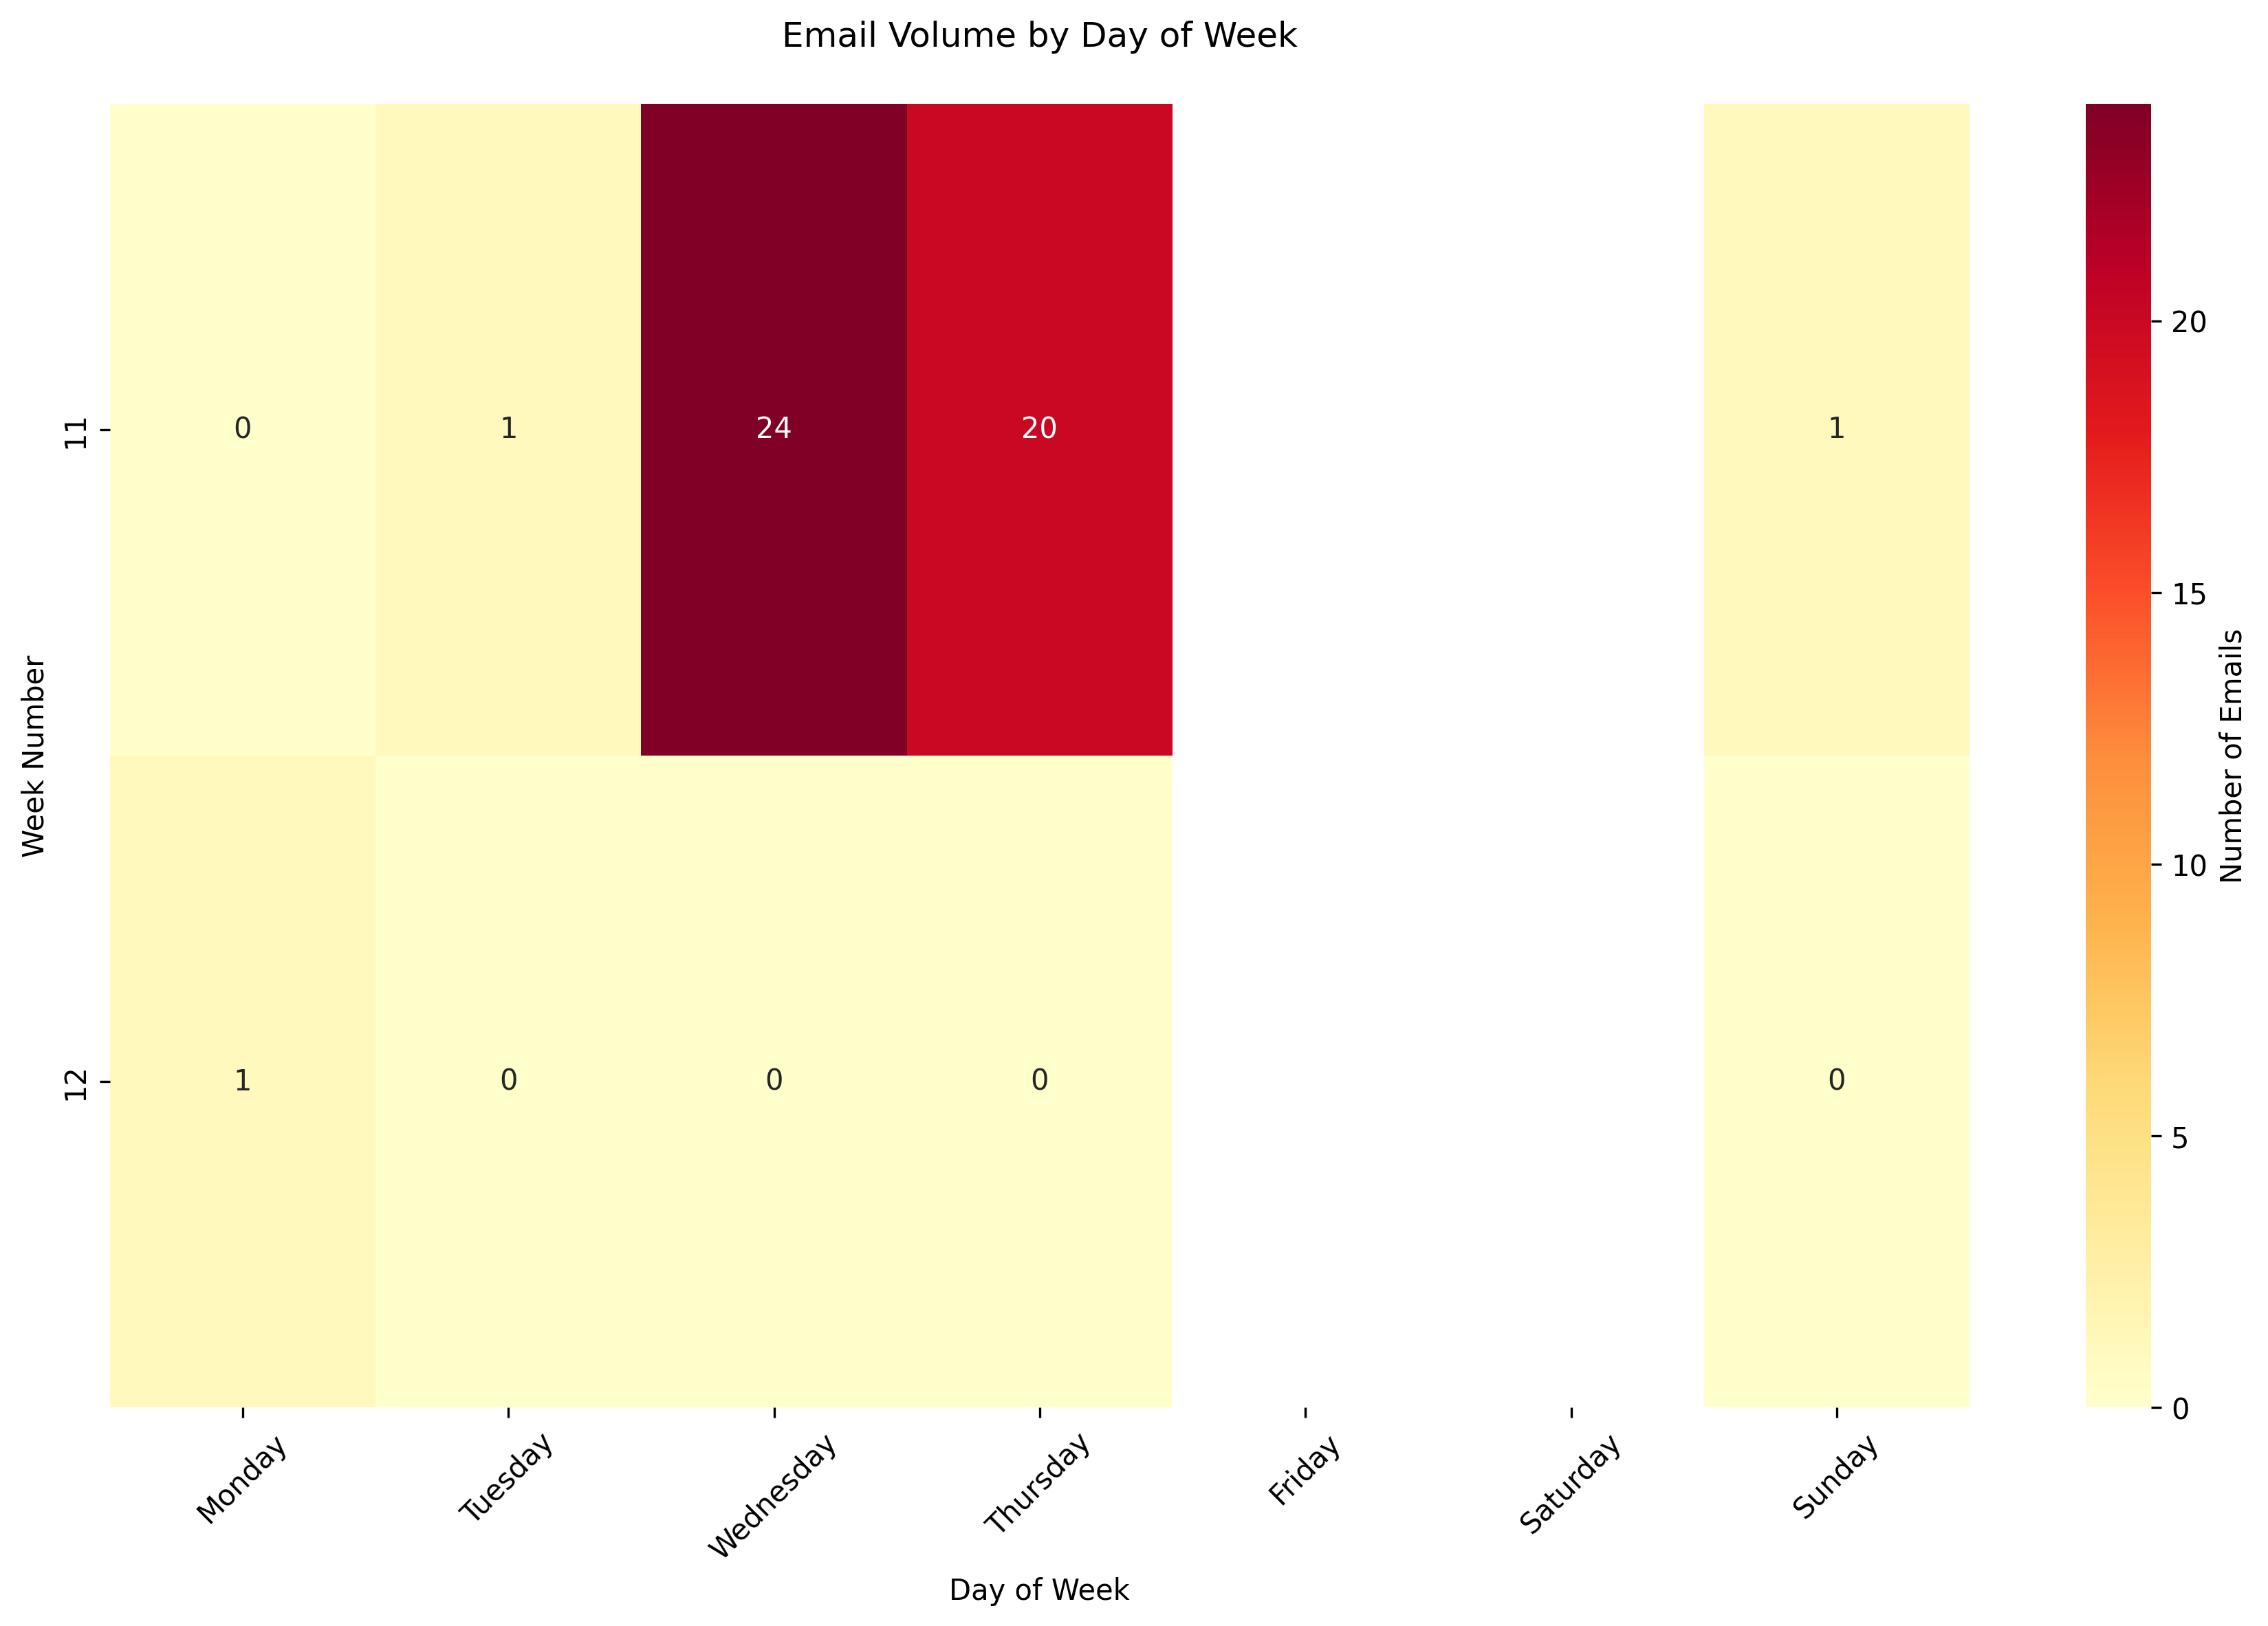 Email Volume by Day of Week
Week Number
11
0 1 24 20 1
12
1 0 0 0 0
Monday Tuesday Wednesday Thursday Friday Saturday Sunday
Day of Week
20
15
10
5
0
Number of Emails